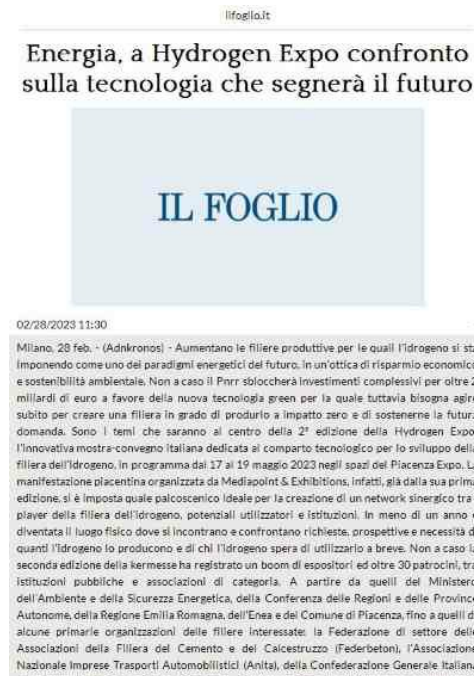 ilfoglio.it
Energia, a Hydrogen Expo confronto
sulla tecnologia che segnerà il futuro
IL FOGLIO
02/28/2023 11:30
Milano, 28 feb. - (Adnkronos) - Aumentano le filiere produttive per le quali l'idrogeno si sta
imponendo come uno dei paradigmi energetici del futuro, in un'ottica di risparmio economico
e sostenibilità ambientale. Non a caso il Pnrr sbloccherà investimenti complessivi per oltre 2
miliardi di euro a favore della nuova tecnologia green per la quale tuttavia bisogna agire
subito per creare una filiera in grado di produrlo a impatto zero e di sostenerne la futura
domanda. Sono i temi che saranno al centro della 2ª edizione della Hydrogen Expo,
l'innovativa mostra-convegno italiana dedicata al comparto tecnologico per lo sviluppo della
filiera dell'idrogeno, in programma dal 17 al 19 maggio 2023 negli spazi del Piacenza Expo. L
manifestazione piacentina organizzata da Mediapoint & Exhibitions, infatti, già dalla sua prima
edizione, si è imposta quale palcoscenico ideale per la creazione di un network sinergico tra i
player della filiera dell'idrogeno, potenziali utilizzatori e istituzioni. In meno di un anno è
diventata il luogo fisico dove si incontrano e confrontano richieste, prospettive e necessità di
quanti l'idrogeno lo producono e di chi l'idrogeno spera di utilizzarlo a breve. Non a caso la
seconda edizione della kermesse ha registrato un boom di espositori ed oltre 30 patrocini, tra
istituzioni pubbliche e associazioni di categoria. A partire da quelli del Ministero
dell'Ambiente e della Sicurezza Energetica, della Conferenza delle Regioni e delle Province
Autonome, della Regione Emilia Romagna, dell'Enea e del Comune di Piacenza, fino a quelli di
alcune primarie organizzazioni delle filiere interessate: la Federazione di settore delle
Associazioni della Filiera del Cemento e del Calcestruzzo (Federbeton), l'Associazione
Nazionale Imprese Trasporti Automobilistici (Anita), della Confederazione Generale Italiana